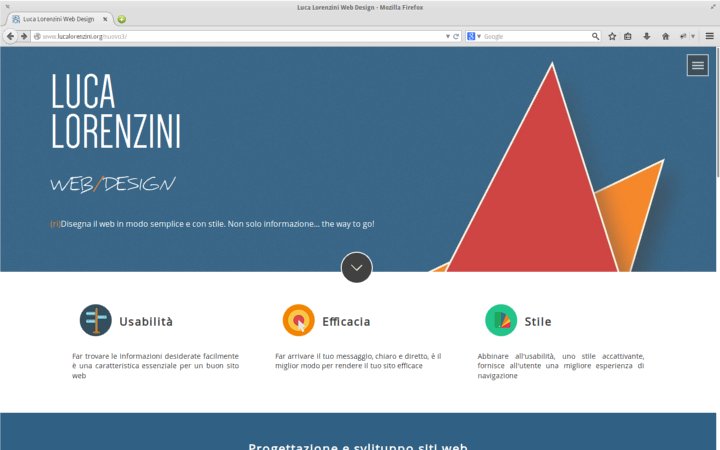 Luca Lorenzini Web Design - Mozilla Firefox
Luca Lorenzini Web Design
www.lucalorenzini.org/nuovo3/
Google
LUCA
LORENZINI
WEB/DESIGN
(ri)Disegna il web in modo semplice e con stile. Non solo informazione... the way to go!
Usabilità
Far trovare le informazioni desiderate facilmente
è una caratteristica essenziale per un buon sito
web
Efficacia
Far arrivare il tuo messaggio, chiaro e diretto, è il
miglior modo per rendere il tuo sito efficace
Stile
Abbinare all'usabilità, uno stile accattivante,
fornisce all'utente una migliore esperienza di
navigazione
Progettazione e sviluppo siti web